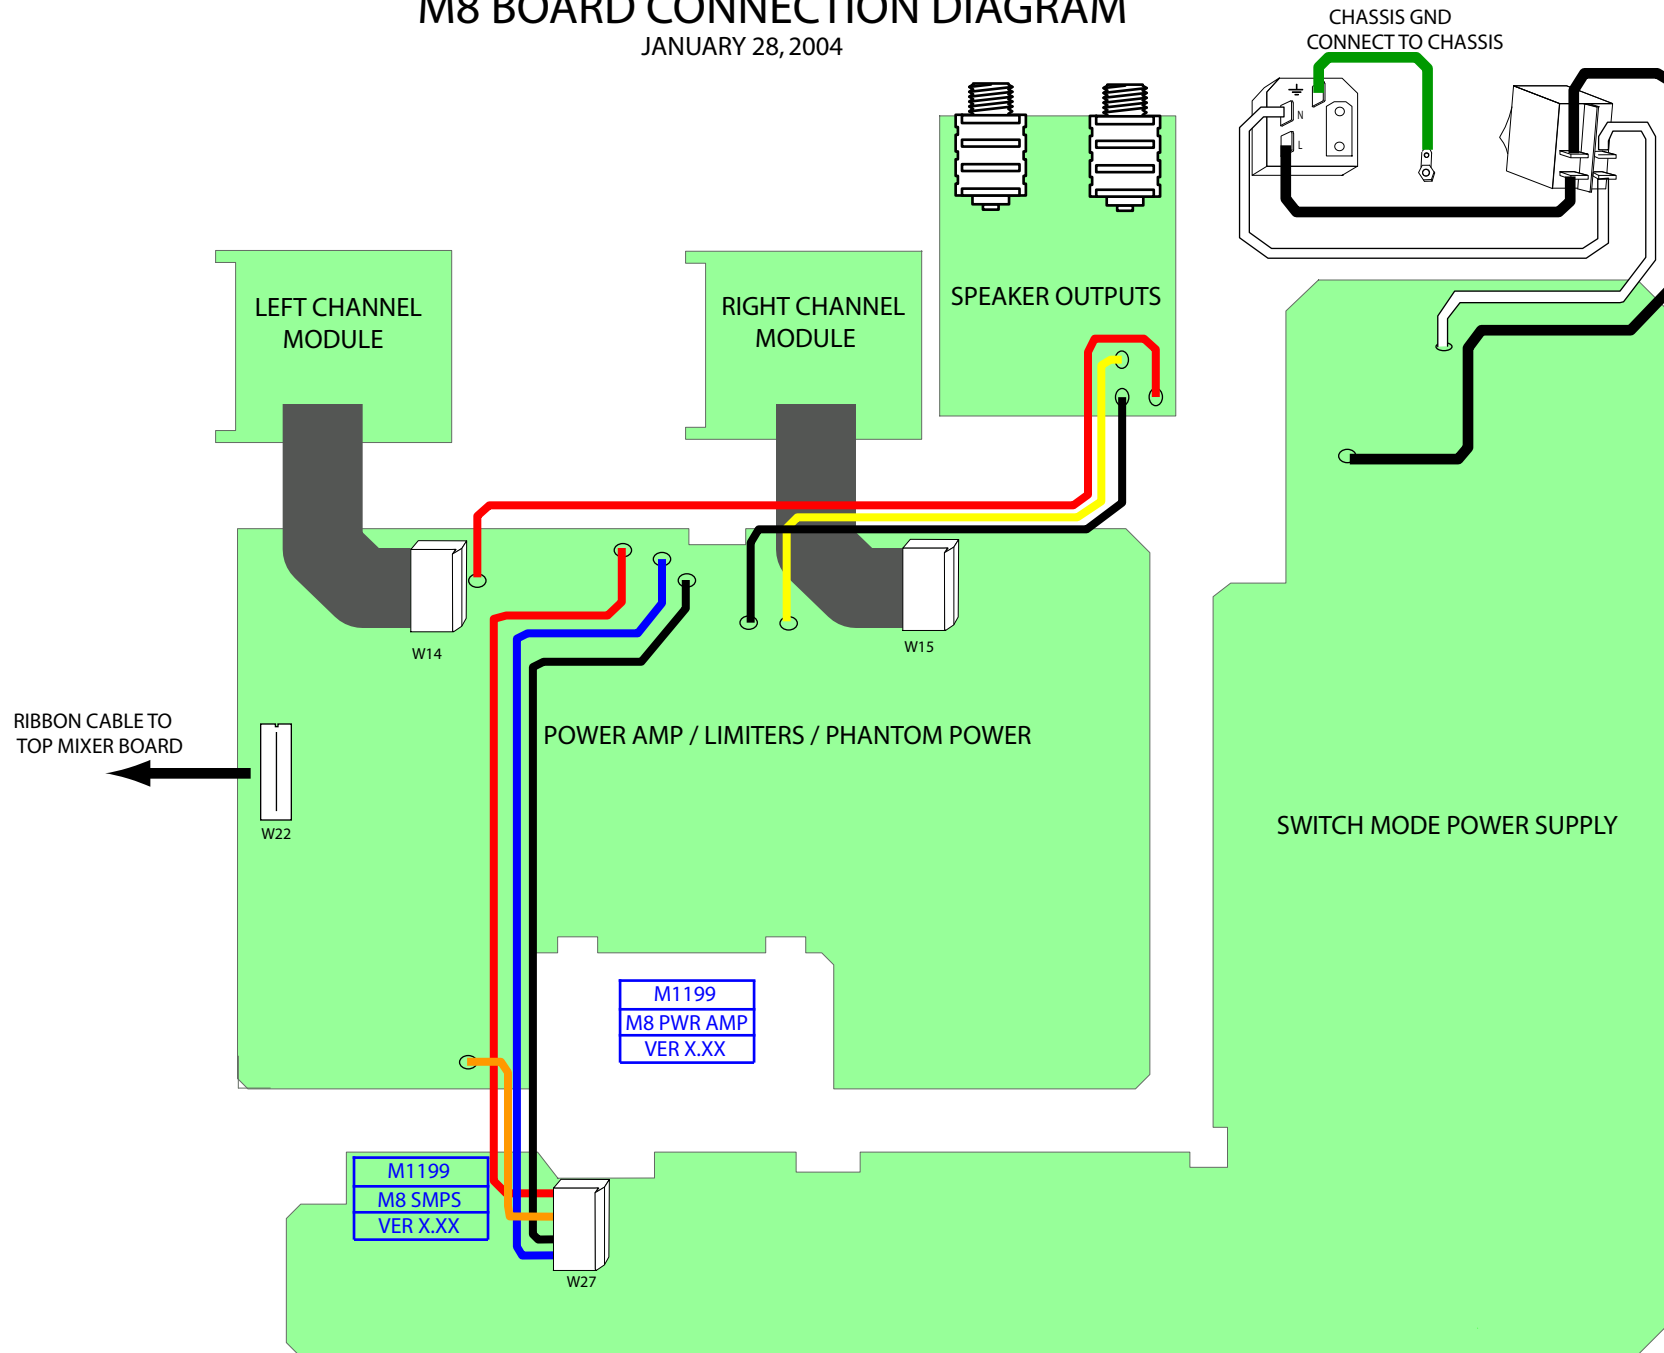 M8 BOARD CONNECTION DIAGRAM
JANUARY 28, 2004
CHASSIS GND
CONNECT TO CHASSIS
N
L
LEFT CHANNEL
MODULE
RIGHT CHANNEL
MODULE
SPEAKER OUTPUTS
W14
W15
RIBBON CABLE TO
TOP MIXER BOARD
W22
POWER AMP / LIMITERS / PHANTOM POWER
SWITCH MODE POWER SUPPLY
M1199
M8 PWR AMP
VER X.XX
M1199
M8 SMPS
VER X.XX
W27